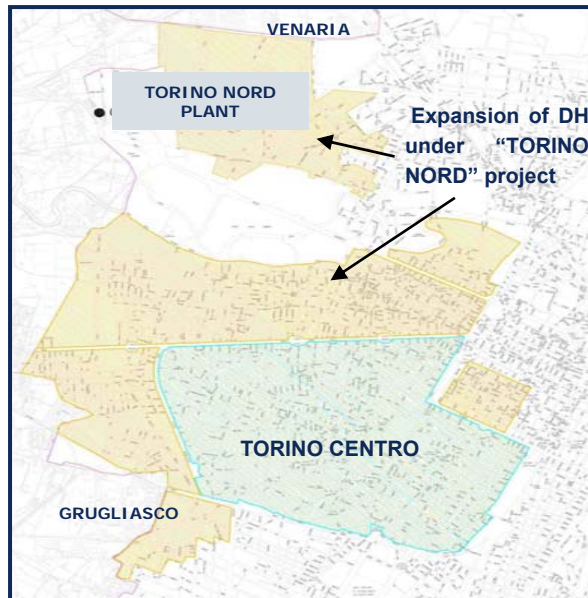 VENARIA
TORINO NORD
PLANT
Expansion of DH
under “TORINO
NORD” project
TORINO CENTRO
GRUGLIASCO